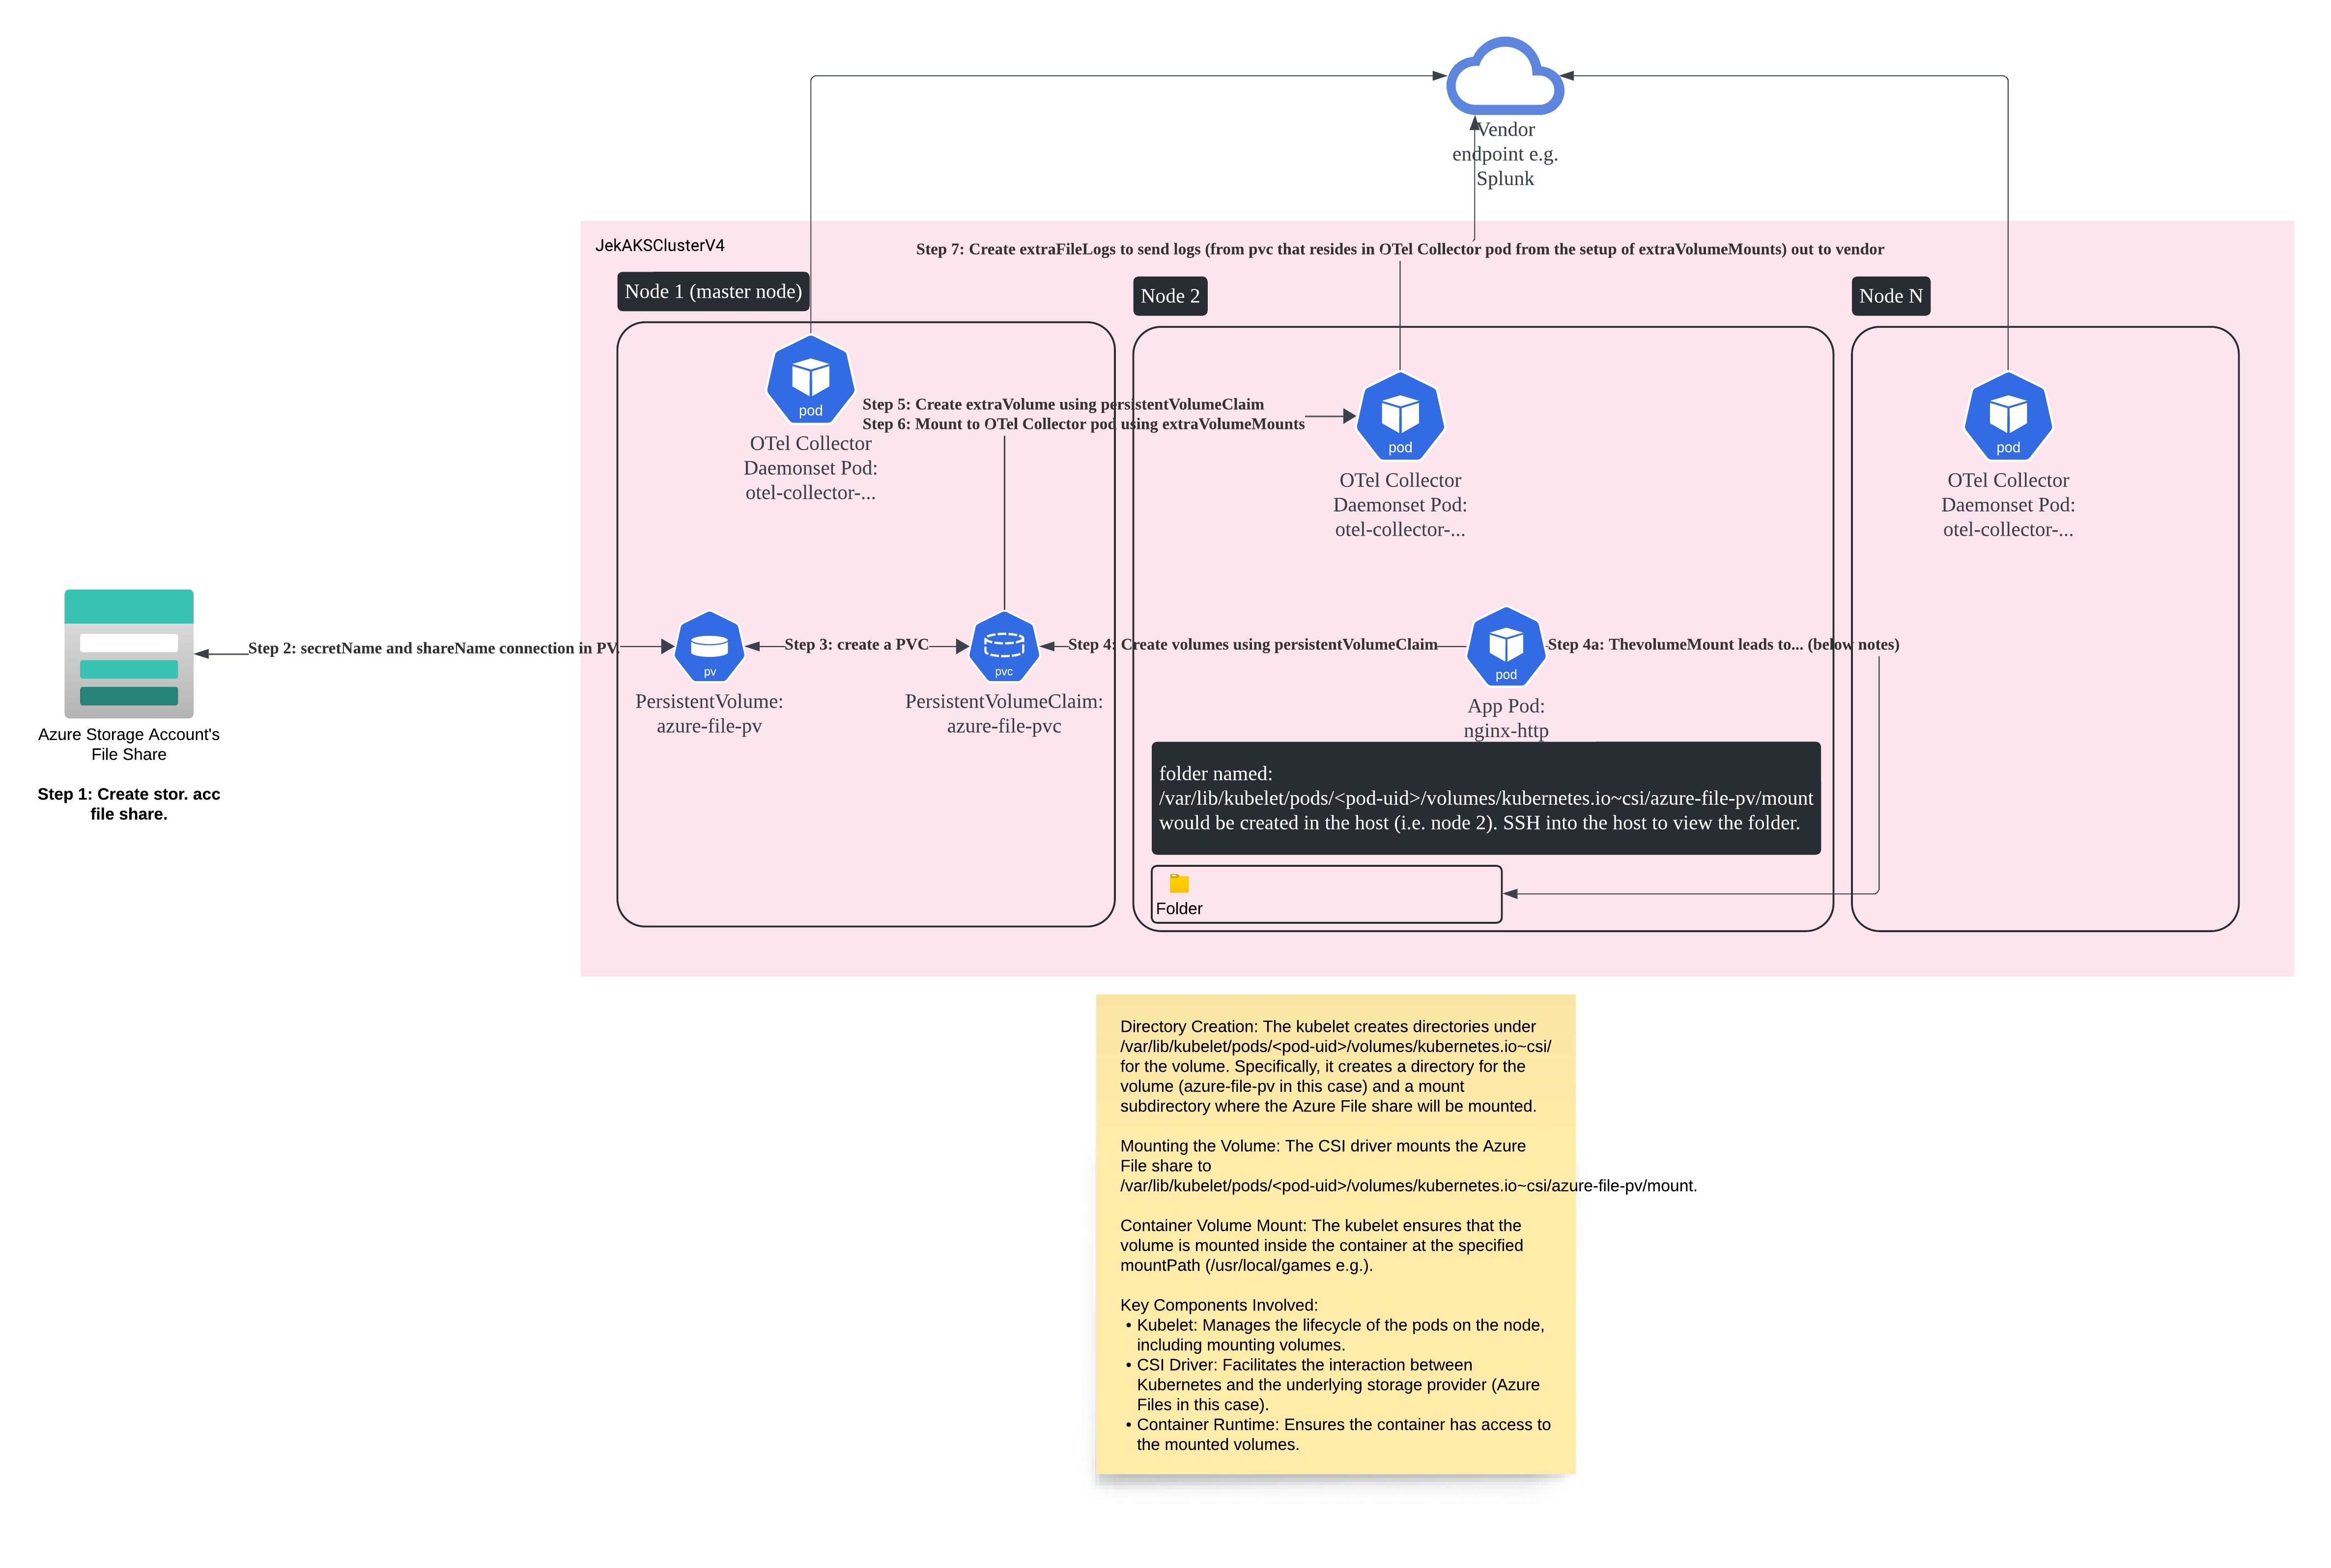 Vendor
endpoint e.g.
Splunk
JekAKSClusterV4
Step 7: Create extraFileLogs to send logs (from pvc that resides in OTel Collector pod from the setup of extraVolumeMounts) out to vendor
Node 1 (master node)
Node 2
Node N
pod
OTel Collector
Daemonset Pod:
otel-collector-...
Step 5: Create extraVolume using persistentVolumeClaim
Step 6: Mount to OTel Collector pod using extraVolumeMounts
pod
OTel Collector
Daemonset Pod:
otel-collector-...
pod
OTel Collector
Daemonset Pod:
otel-collector-...
Azure Storage Account's
File Share
Step 1: Create stor. acc
file share.
Step 2: secretName and shareName connection in PV.
pv
PersistentVolume:
azure-file-pv
Step 3: create a PVC
pvc
PersistentVolumeClaim:
azure-file-pvc
Step 4: Create volumes using persistentVolumeClaim
pod
App Pod:
nginx-http
Step 4a: ThevolumeMount leads to... (below notes)
folder named:
/var/lib/kubelet/pods/<pod-uid>/volumes/kubernetes.io~csi/azure-file-pv/mount
would be created in the host (i.e. node 2). SSH into the host to view the folder.
Folder
Directory Creation: The kubelet creates directories under
/var/lib/kubelet/pods/<pod-uid>/volumes/kubernetes.io~csi/
for the volume. Specifically, it creates a directory for the
volume (azure-file-pv in this case) and a mount
subdirectory where the Azure File share will be mounted.
Mounting the Volume: The CSI driver mounts the Azure
File share to
/var/lib/kubelet/pods/<pod-uid>/volumes/kubernetes.io~csi/azure-file-pv/mount.
Container Volume Mount: The kubelet ensures that the
volume is mounted inside the container at the specified
mountPath (/usr/local/games e.g.).
Key Components Involved:
• Kubelet: Manages the lifecycle of the pods on the node,
including mounting volumes.
• CSI Driver: Facilitates the interaction between
Kubernetes and the underlying storage provider (Azure
Files in this case).
• Container Runtime: Ensures the container has access to
the mounted volumes.